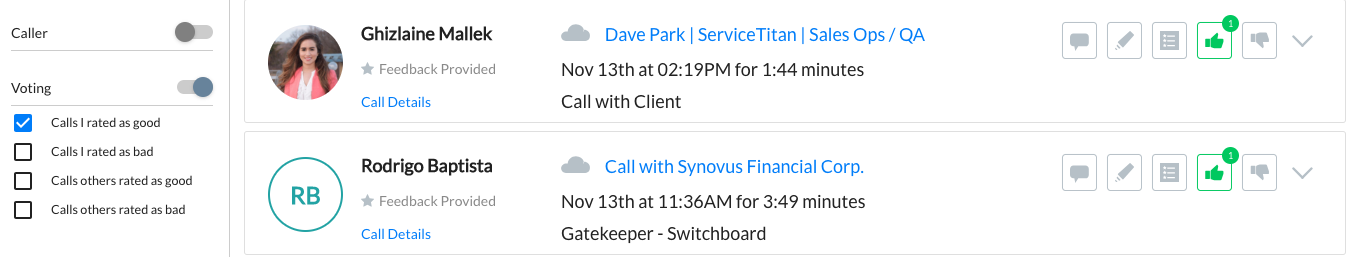 Caller
Voting
Calls I rated as good
Calls I rated as bad
Calls others rated as good
Calls others rated as bad
Ghizlaine Mallek
Feedback Provided
Call Details
Dave Park | ServiceTitan | Sales Ops / QA
Nov 13th at 02:19PM for 1:44 minutes
Call with Client
1
RB
Rodrigo Baptista
Feedback Provided
Call Details
Call with Synovus Financial Corp.
Nov 13th at 11:36AM for 3:49 minutes
Gatekeeper - Switchboard
1